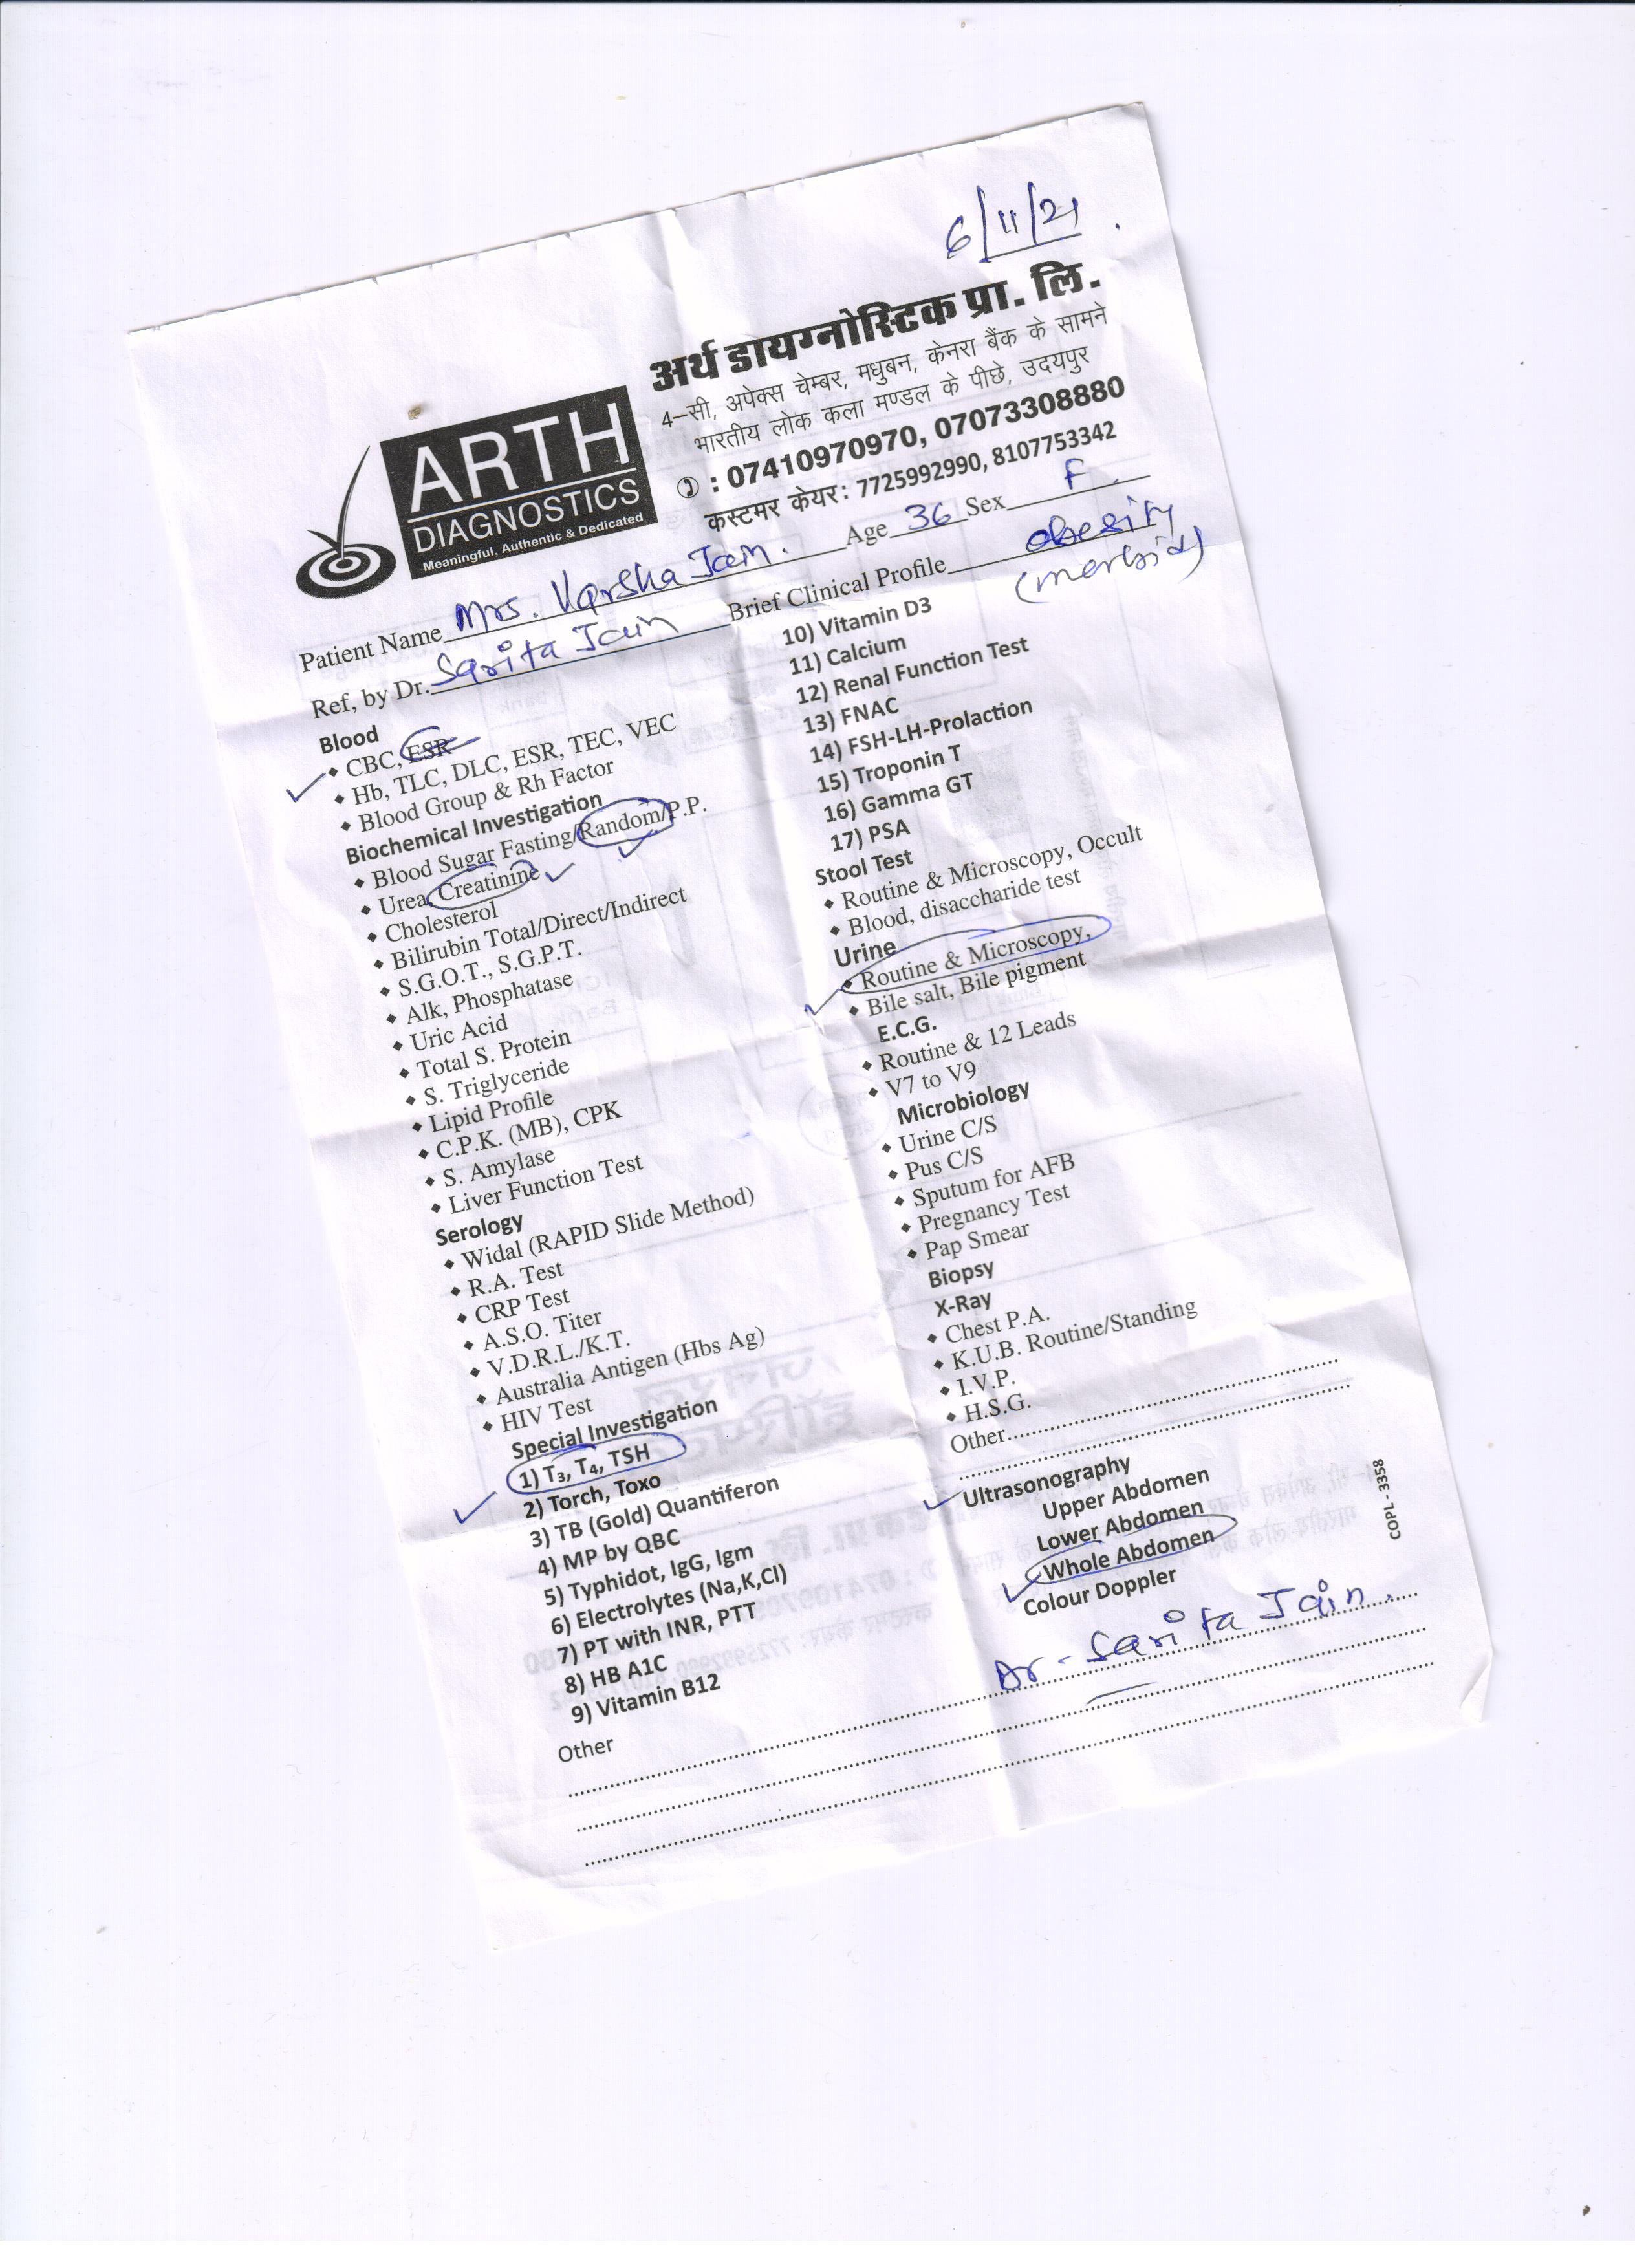 6/11/21
अर्थ डायग्नोस्टिक प्रा. लि.
4-सी, अपेक्स चेम्बर, मधुबन, केनरा बैंक के सामने
भारतीय लोक कला मण्डल के पीछे, उदयपुर
: 07410970970, 07073308880
कस्टमर केयर: 7725992990, 8107753342
ARTH
DIAGNOSTICS
Meaningful, Authentic & Dedicated
Patient Name Mrs. Varsha Jain. Age 36 Sex F.
Ref, by Dr. Sarita Jain Brief Clinical Profile obesity
(morbid)
Blood
CBC, ESR
Hb, TLC, DLC, ESR, TEC, VEC
Blood Group & Rh Factor
Biochemical Investigation
Blood Sugar Fasting/Random/P.P.
Urea, Creatinine
Cholesterol
Bilirubin Total/Direct/Indirect
S.G.O.T., S.G.P.T.
Alk, Phosphatase
Uric Acid
Total S. Protein
S. Triglyceride
Lipid Profile
C.P.K. (MB), CPK
S. Amylase
Liver Function Test
Serology
Widal (RAPID Slide Method)
R.A. Test
CRP Test
A.S.O. Titer
V.D.R.L./K.T.
Australia Antigen (Hbs Ag)
HIV Test
Special Investigation
1) T3, T4, TSH
2) Torch, Toxo
3) TB (Gold) Quantiferon
4) MP by QBC
5) Typhidot, IgG, Igm
6) Electrolytes (Na,K,Cl)
7) PT with INR, PTT
8) HB A1C
9) Vitamin B12
Other
10) Vitamin D3
11) Calcium
12) Renal Function Test
13) FNAC
14) FSH-LH-Prolaction
15) Troponin T
16) Gamma GT
17) PSA
Stool Test
Routine & Microscopy, Occult
Blood, disaccharide test
Urine
Routine & Microscopy,
Bile salt, Bile pigment
E.C.G.
Routine & 12 Leads
V7 to V9
Microbiology
Urine C/S
Pus C/S
Sputum for AFB
Pregnancy Test
Pap Smear
Biopsy
X-Ray
Chest P.A.
K.U.B. Routine/Standing
I.V.P.
H.S.G.
Other
Ultrasonography
Upper Abdomen
Lower Abdomen
Whole Abdomen
Colour Doppler
COPL - 3358
Dr. Sarita Jain.